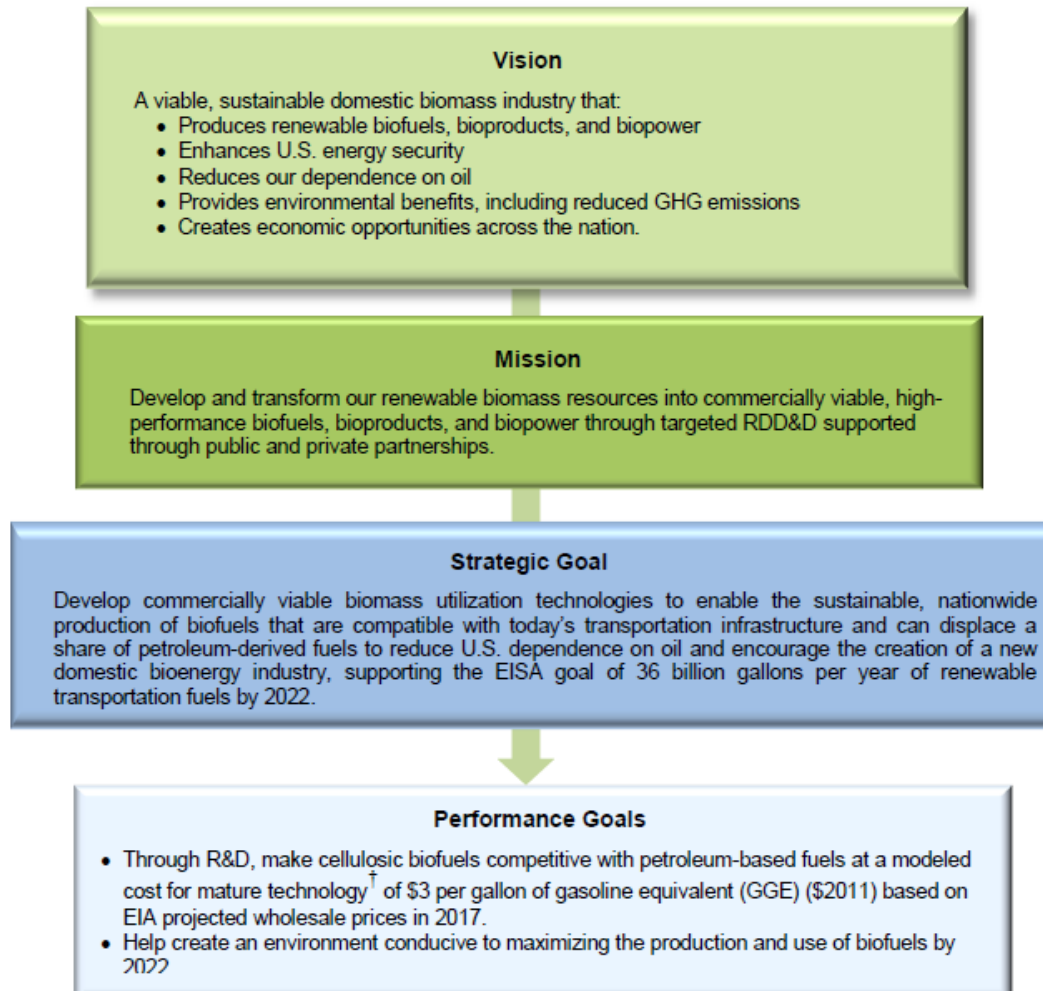 Vision
A viable, sustainable domestic biomass industry that:
• Produces renewable biofuels, bioproducts, and biopower
• Enhances U.S. energy security
• Reduces our dependence on oil
• Provides environmental benefits, including reduced GHG emissions
• Creates economic opportunities across the nation.
Mission
Develop and transform our renewable biomass resources into commercially viable, high-
performance biofuels, bioproducts, and biopower through targeted RDD&D supported
through public and private partnerships.
Strategic Goal
Develop commercially viable biomass utilization technologies to enable the sustainable, nationwide
production of biofuels that are compatible with today's transportation infrastructure and can displace a
share of petroleum-derived fuels to reduce U.S. dependence on oil and encourage the creation of a new
domestic bioenergy industry, supporting the EISA goal of 36 billion gallons per year of renewable
transportation fuels by 2022.
Performance Goals
• Through R&D, make cellulosic biofuels competitive with petroleum-based fuels at a modeled
cost for mature technology† of $3 per gallon of gasoline equivalent (GGE) ($2011) based on
EIA projected wholesale prices in 2017.
• Help create an environment conducive to maximizing the production and use of biofuels by
2022